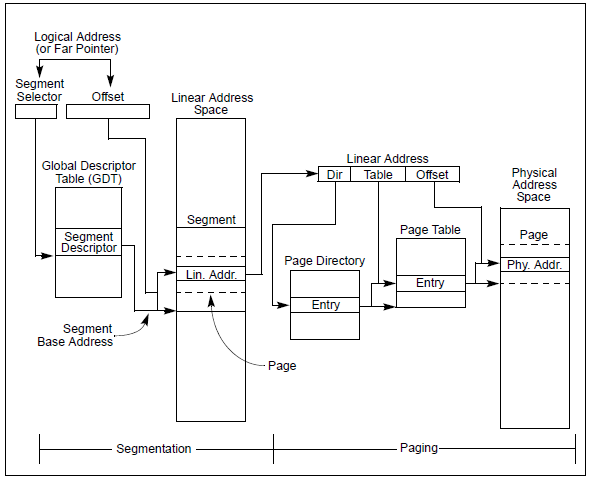 Logical Address
(or Far Pointer)
Segment
Selector
Offset
Linear Address
Space
Global Descriptor
Table (GDT)
Segment
Descriptor
Segment
Lin. Addr.
Segment
Base Address
Page
Linear Address
Dir
Table
Offset
Page Directory
Entry
Page Table
Entry
Physical
Address
Space
Page
Phy. Addr.
Segmentation
Paging